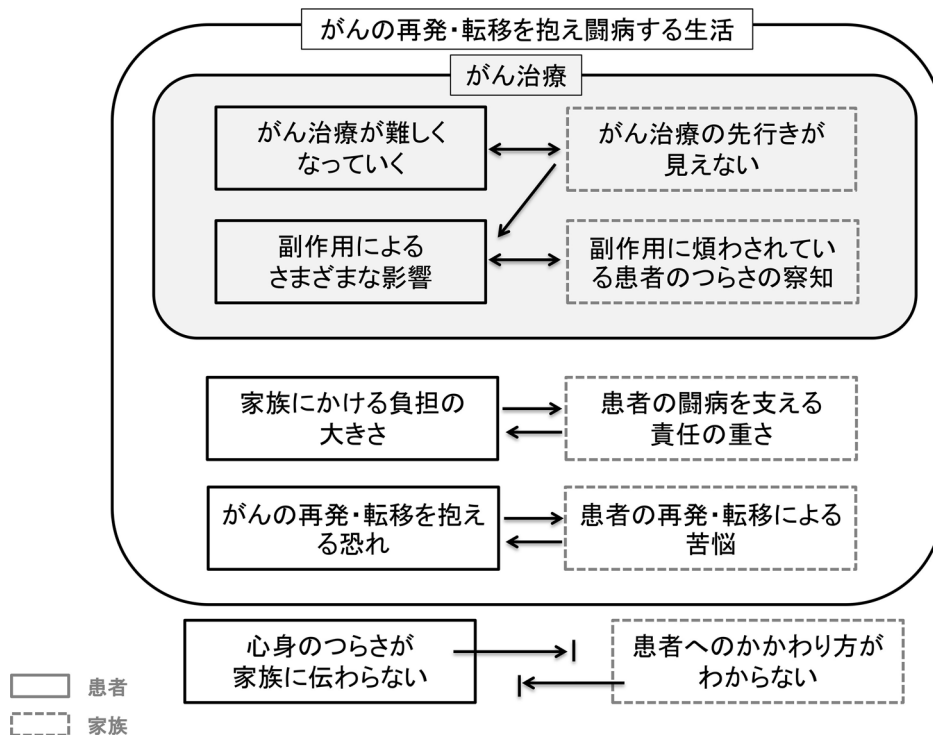 がんの再発・転移を抱え闘病する生活
がん治療
がん治療が難しく
なっていく
がん治療の先行きが
見えない
副作用による
さまざまな影響
副作用に煩わされてい
る患者のつらさの察知
家族にかける負担の
大きさ
患者の闘病を支える
責任の重さ
がんの再発・転移を抱え
る恐れ
患者の再発・転移による
苦悩
心身のつらさが
家族に伝わらない
患者へのかかわり方が
わからない
患者
家族